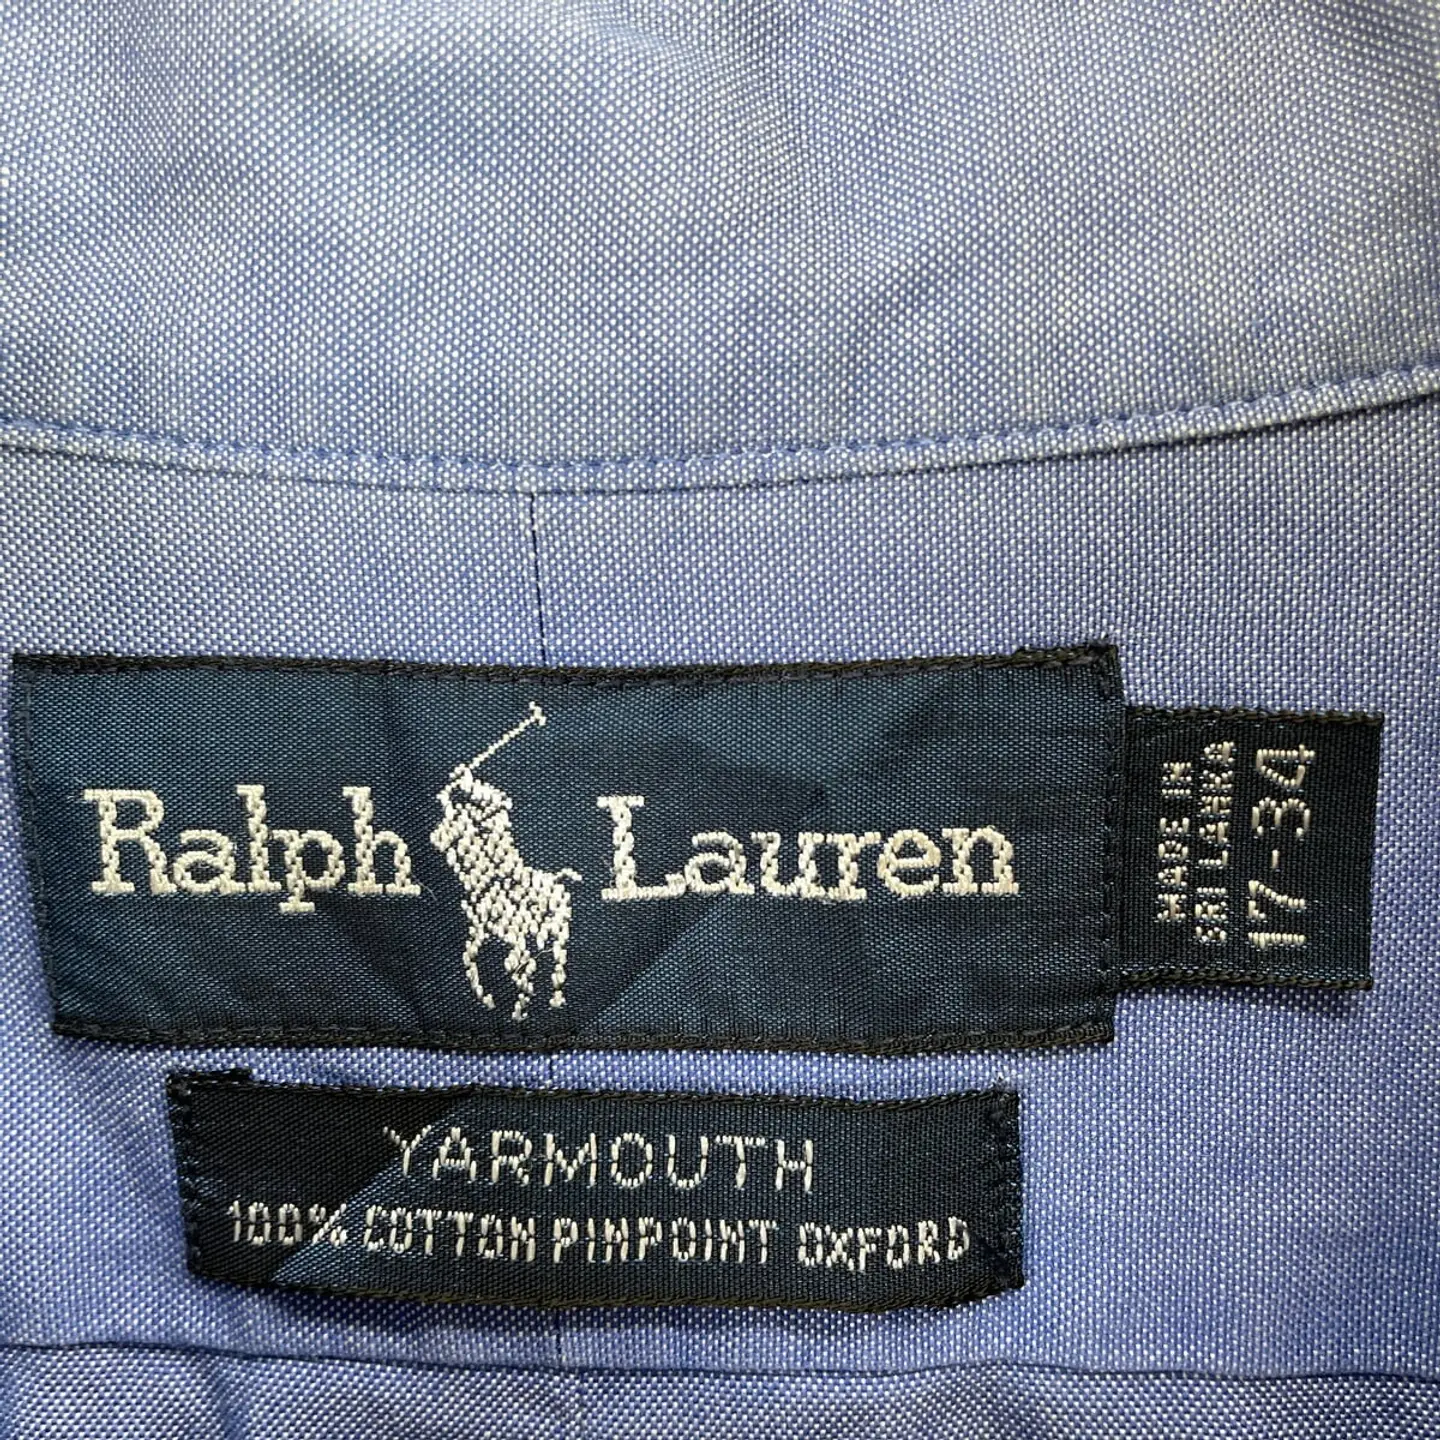 Ralph Lauren
MADE IN
SRI LANKA
17-34
YARMOUTH
100% COTTON PINPOINT OXFORD